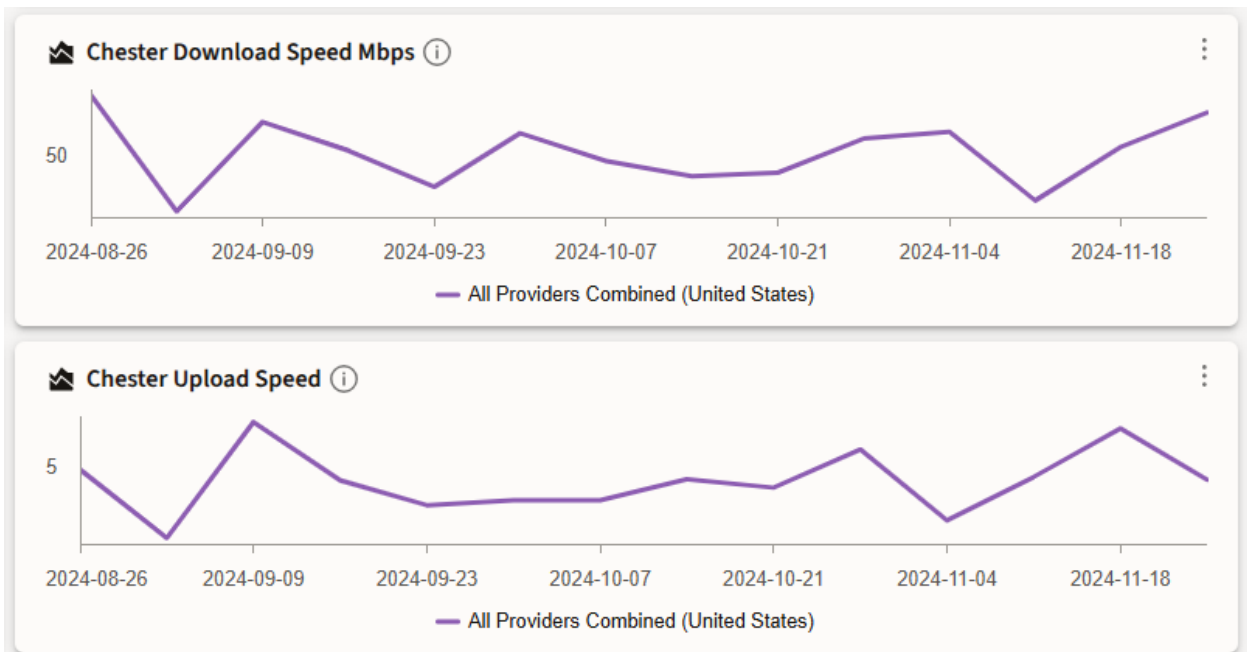 Chester Download Speed Mbps
50
2024-08-26 2024-09-09 2024-09-23 2024-10-07 2024-10-21 2024-11-04 2024-11-18
All Providers Combined (United States)
Chester Upload Speed
5
2024-08-26 2024-09-09 2024-09-23 2024-10-07 2024-10-21 2024-11-04 2024-11-18
All Providers Combined (United States)